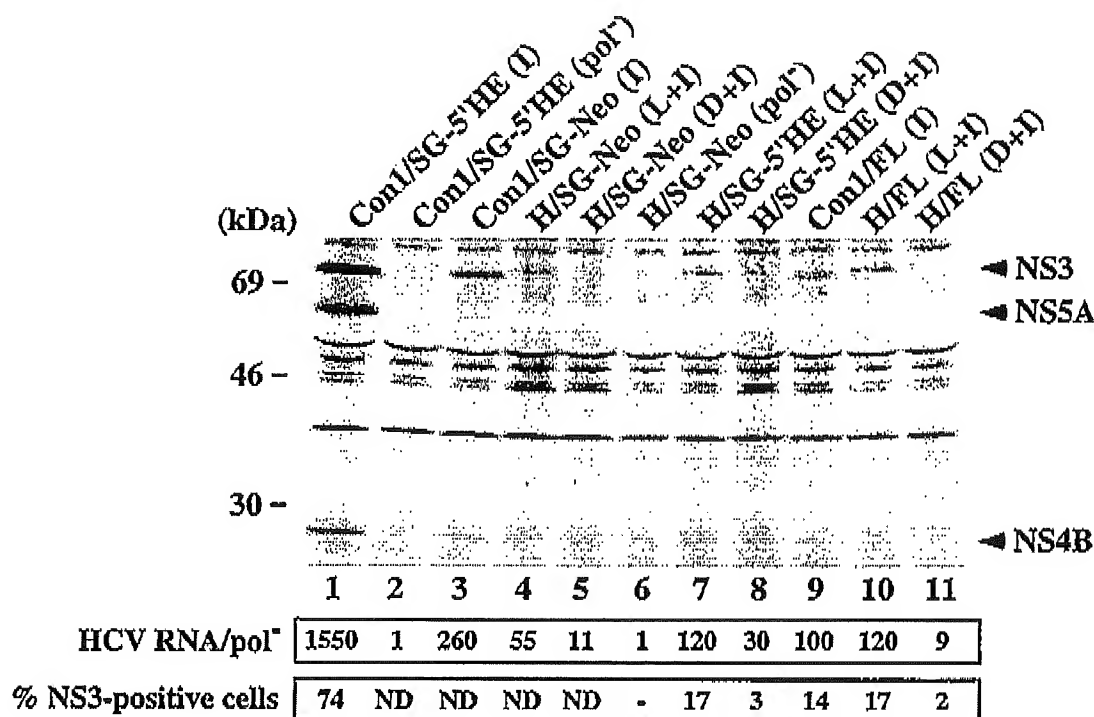 Con1/SG-5'HE (I)
Con1/SG-5'HE (pol⁻)
Con1/SG-Neo (I)
H/SG-Neo (L+I)
H/SG-Neo (D+I)
H/SG-Neo (pol⁻)
H/SG-5'HE (L+I)
H/SG-5'HE (D+I)
Con1/FL (I)
H/FL (L+I)
H/FL (D+I)
(kDa)
69 –
46 –
30 –
NS3
NS5A
NS4B
1 2 3 4 5 6 7 8 9 10 11
HCV RNA/pol⁻ 1550 1 260 55 11 1 120 30 100 120 9
% NS3-positive cells 74 ND ND ND ND - 17 3 14 17 2